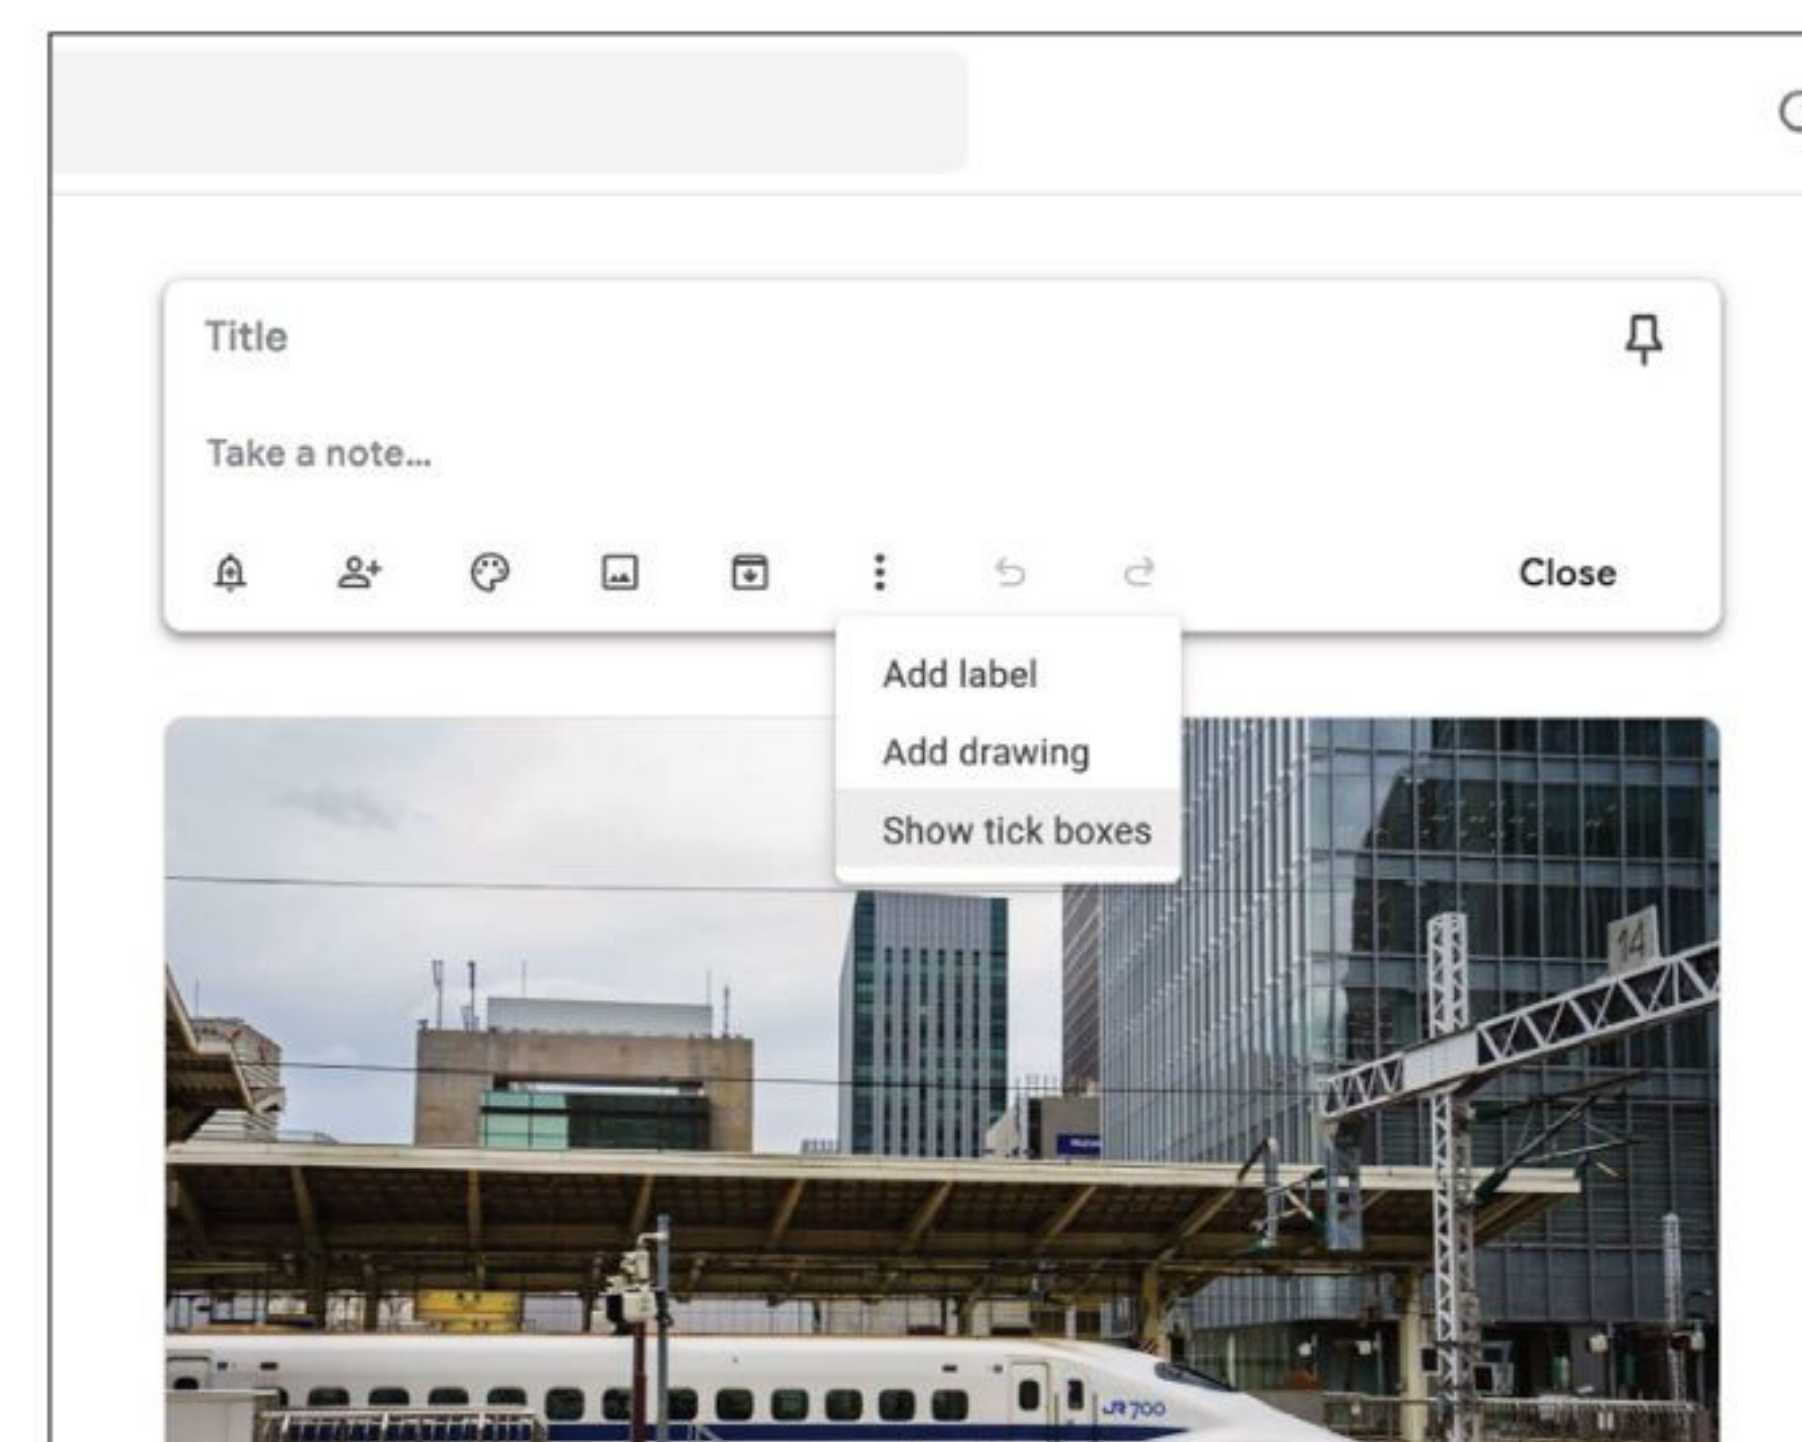 Title
Take a note...
Close
Add label
Add drawing
Show tick boxes
14
JR700